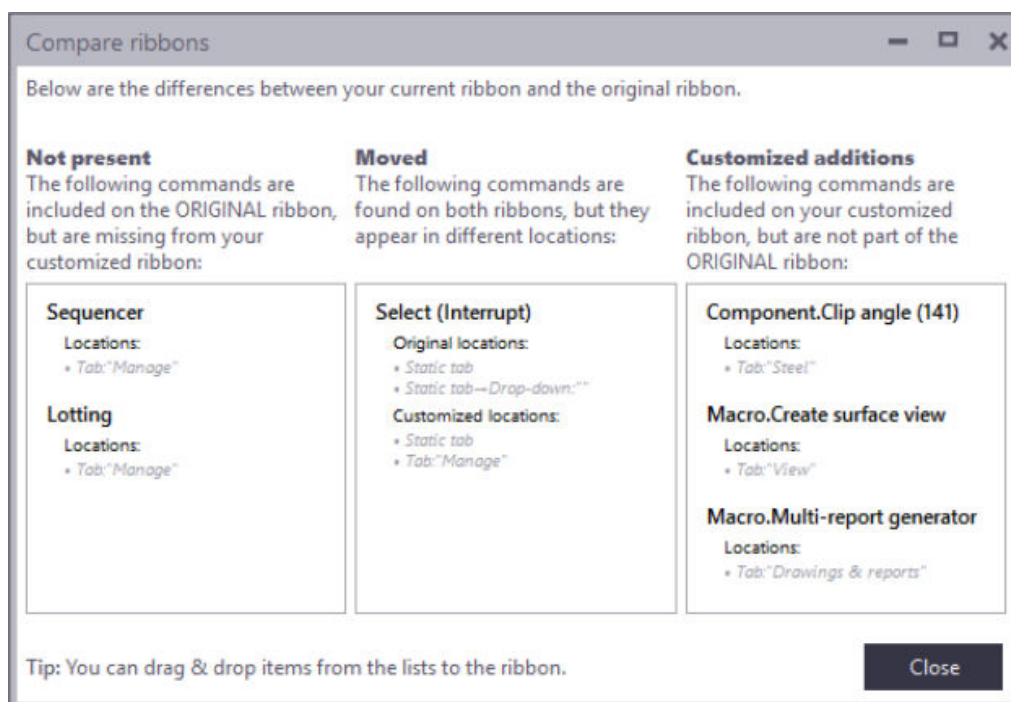 Compare ribbons
Below are the differences between your current ribbon and the original ribbon.
Not present
The following commands are
included on the ORIGINAL ribbon,
but are missing from your
customized ribbon:
Sequencer
Locations:
• Tab:"Manage"
Lotting
Locations:
• Tab:"Manage"
Moved
The following commands are
found on both ribbons, but they
appear in different locations:
Select (Interrupt)
Original locations:
• Static tab
• Static tab→Drop-down:""
Customized locations:
• Static tab
• Tab:"Manage"
Customized additions
The following commands are
included on your customized
ribbon, but are not part of the
ORIGINAL ribbon:
Component.Clip angle (141)
Locations:
• Tab:"Steel"
Macro.Create surface view
Locations:
• Tab:"View"
Macro.Multi-report generator
Locations:
• Tab:"Drawings & reports"
Tip: You can drag & drop items from the lists to the ribbon.
Close